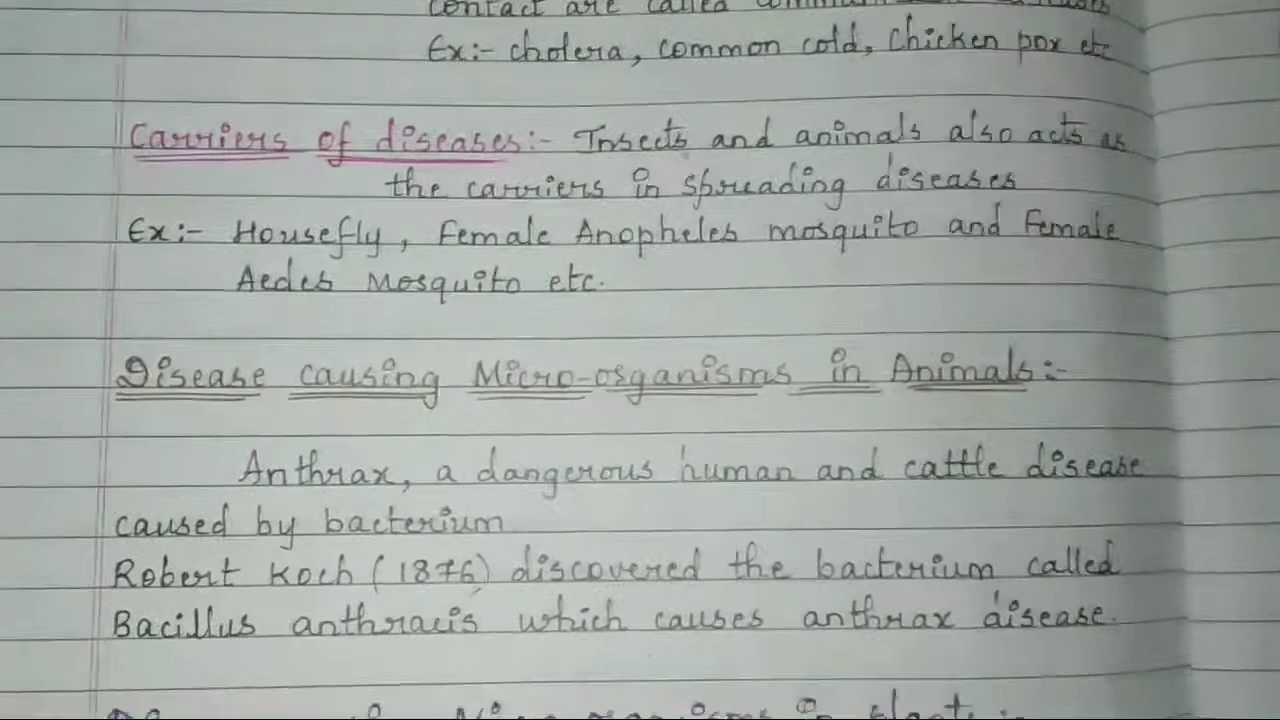 contact are called
Ex:- cholera, common cold, chicken pox etc
Carriers of diseases:- Insects and animals also acts as
the carriers in spreading diseases
Ex:- Housefly, Female Anopheles mosquito and Female
Aedes Mosquito etc.
Disease causing Micro-organisms in Animals:-
Anthrax, a dangerous human and cattle disease
caused by bacterium
Robert Koch (1876) discovered the bacterium called
Bacillus anthracis which causes anthrax disease.